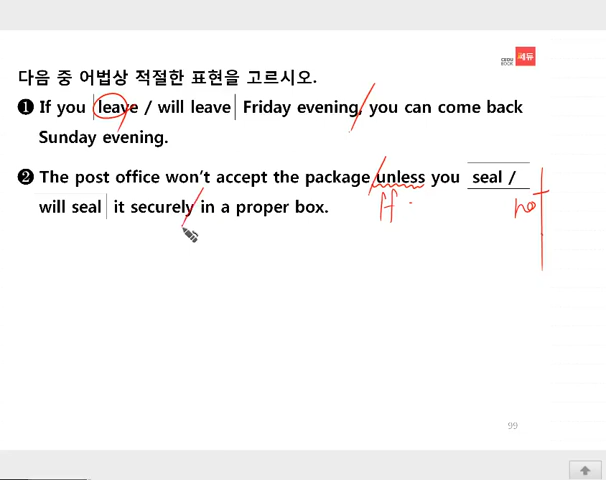 쎄듀
다음 중 어법상 적절한 표현을 고르시오.
❶ If you leave / will leave Friday evening, you can come back
Sunday evening.
❷ The post office won't accept the package unless you seal /
will seal it securely in a proper box.
If
not
99